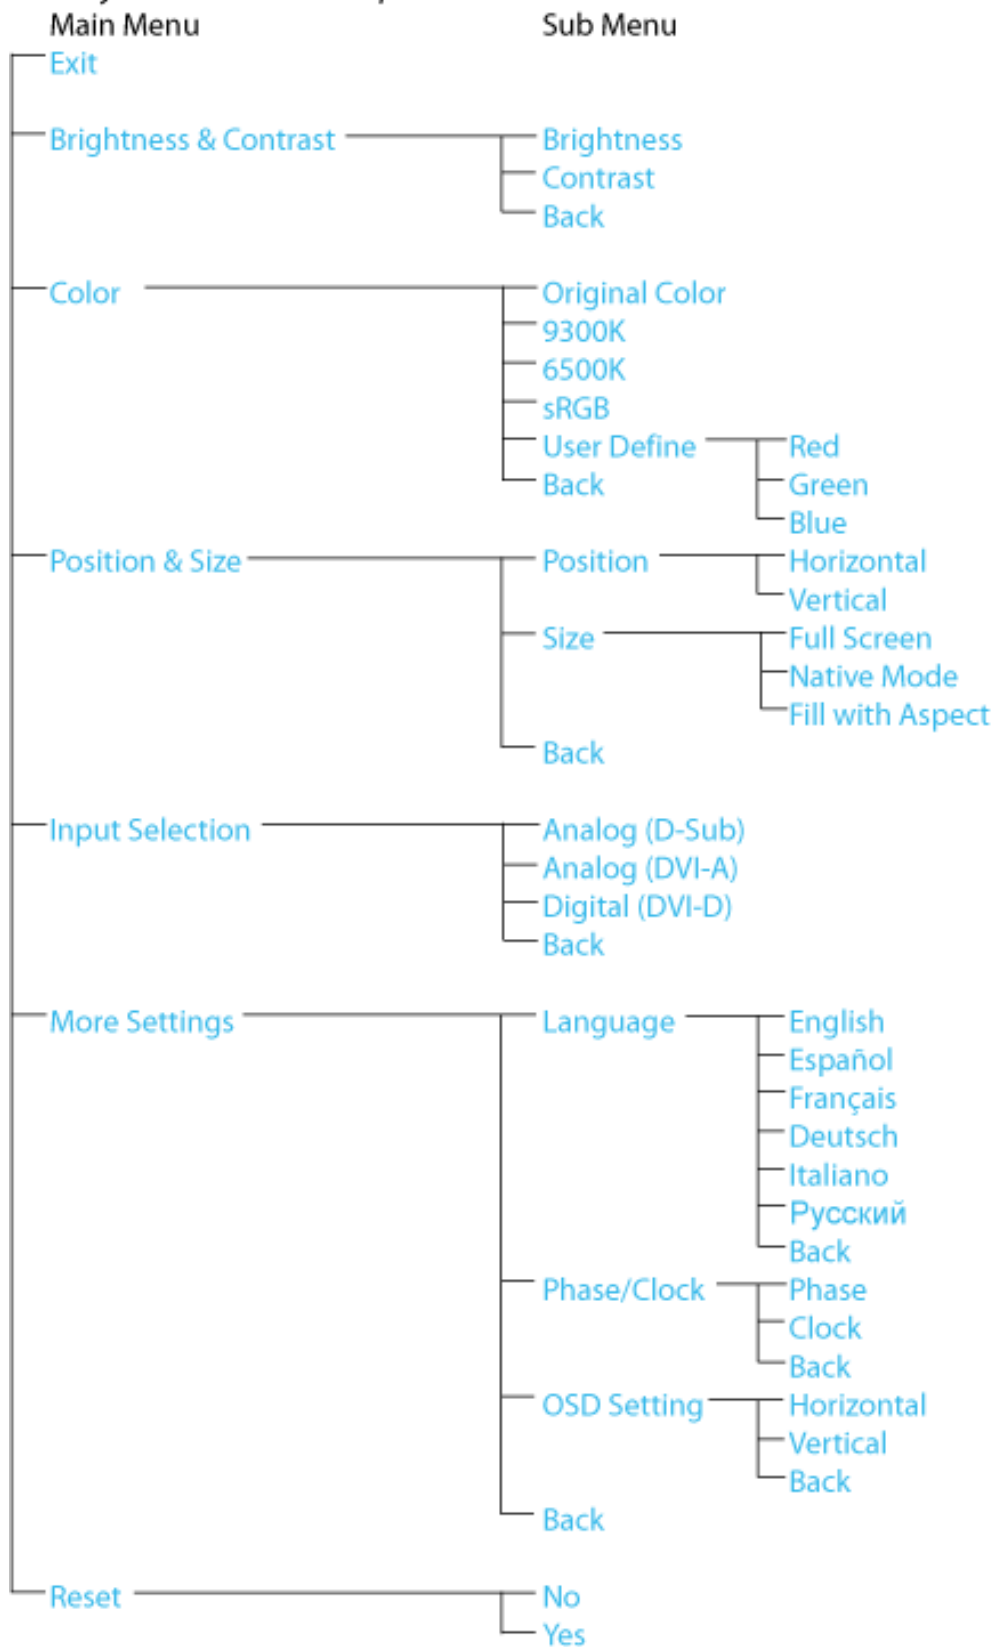 Main Menu Sub Menu
Exit
Brightness & Contrast Brightness
Contrast
Back
Color Original Color
9300K
6500K
sRGB
User Define Red
Back Green
Blue
Position & Size Position Horizontal
Vertical
Size Full Screen
Native Mode
Fill with Aspect
Back
Input Selection Analog (D-Sub)
Analog (DVI-A)
Digital (DVI-D)
Back
More Settings Language English
Español
Français
Deutsch
Italiano
Русский
Back
Phase/Clock Phase
Clock
Back
OSD Setting Horizontal
Vertical
Back
Back
Reset No
Yes